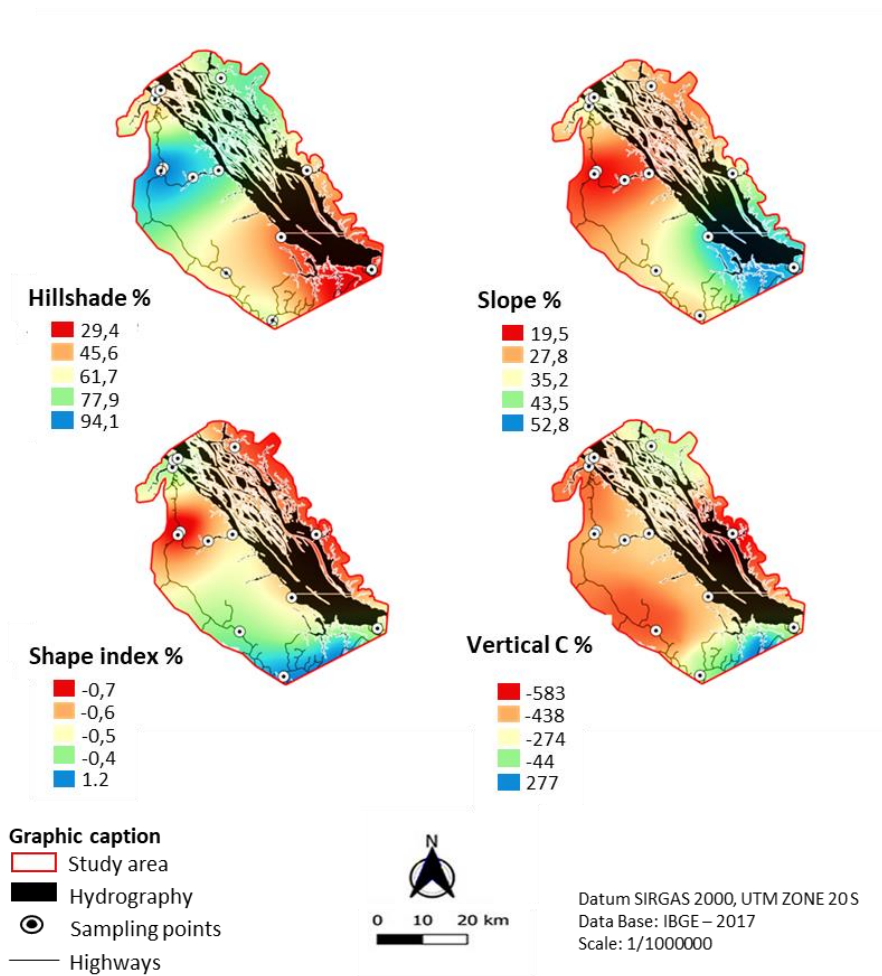 Hillshade %
29,4
45,6
61,7
77,9
94,1
Slope %
19,5
27,8
35,2
43,5
52,8
Shape index %
-0,7
-0,6
-0,5
-0,4
1.2
Vertical C %
-583
-438
-274
-44
277
Graphic caption
Study area
Hydrography
Sampling points
Highways
N
0 10 20 km
Datum SIRGAS 2000, UTM ZONE 20 S
Data Base: IBGE – 2017
Scale: 1/1000000